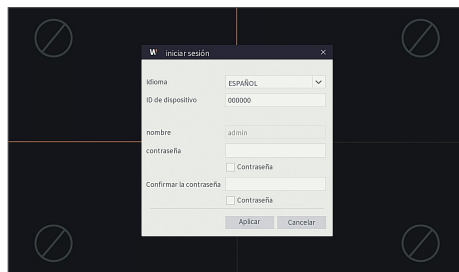 W iniciar sesión
Idioma ESPAÑOL
ID de dispositivo 000000
nombre admin
contraseña
Contraseña
Confirmar la contraseña
Contraseña
Aplicar Cancelar